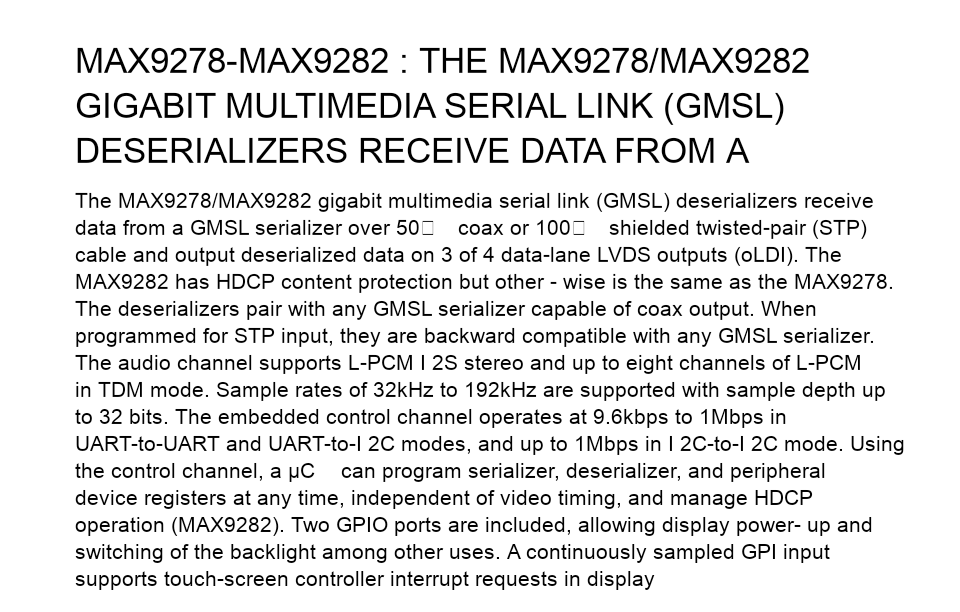 MAX9278-MAX9282 : THE MAX9278/MAX9282
GIGABIT MULTIMEDIA SERIAL LINK (GMSL)
DESERIALIZERS RECEIVE DATA FROM A
The MAX9278/MAX9282 gigabit multimedia serial link (GMSL) deserializers receive
data from a GMSL serializer over 50□ coax or 100□ shielded twisted-pair (STP)
cable and output deserialized data on 3 of 4 data-lane LVDS outputs (oLDI). The
MAX9282 has HDCP content protection but other - wise is the same as the MAX9278.
The deserializers pair with any GMSL serializer capable of coax output. When
programmed for STP input, they are backward compatible with any GMSL serializer.
The audio channel supports L-PCM I 2S stereo and up to eight channels of L-PCM
in TDM mode. Sample rates of 32kHz to 192kHz are supported with sample depth up
to 32 bits. The embedded control channel operates at 9.6kbps to 1Mbps in
UART-to-UART and UART-to-I 2C modes, and up to 1Mbps in I 2C-to-I 2C mode. Using
the control channel, a µC can program serializer, deserializer, and peripheral
device registers at any time, independent of video timing, and manage HDCP
operation (MAX9282). Two GPIO ports are included, allowing display power- up and
switching of the backlight among other uses. A continuously sampled GPI input
supports touch-screen controller interrupt requests in display